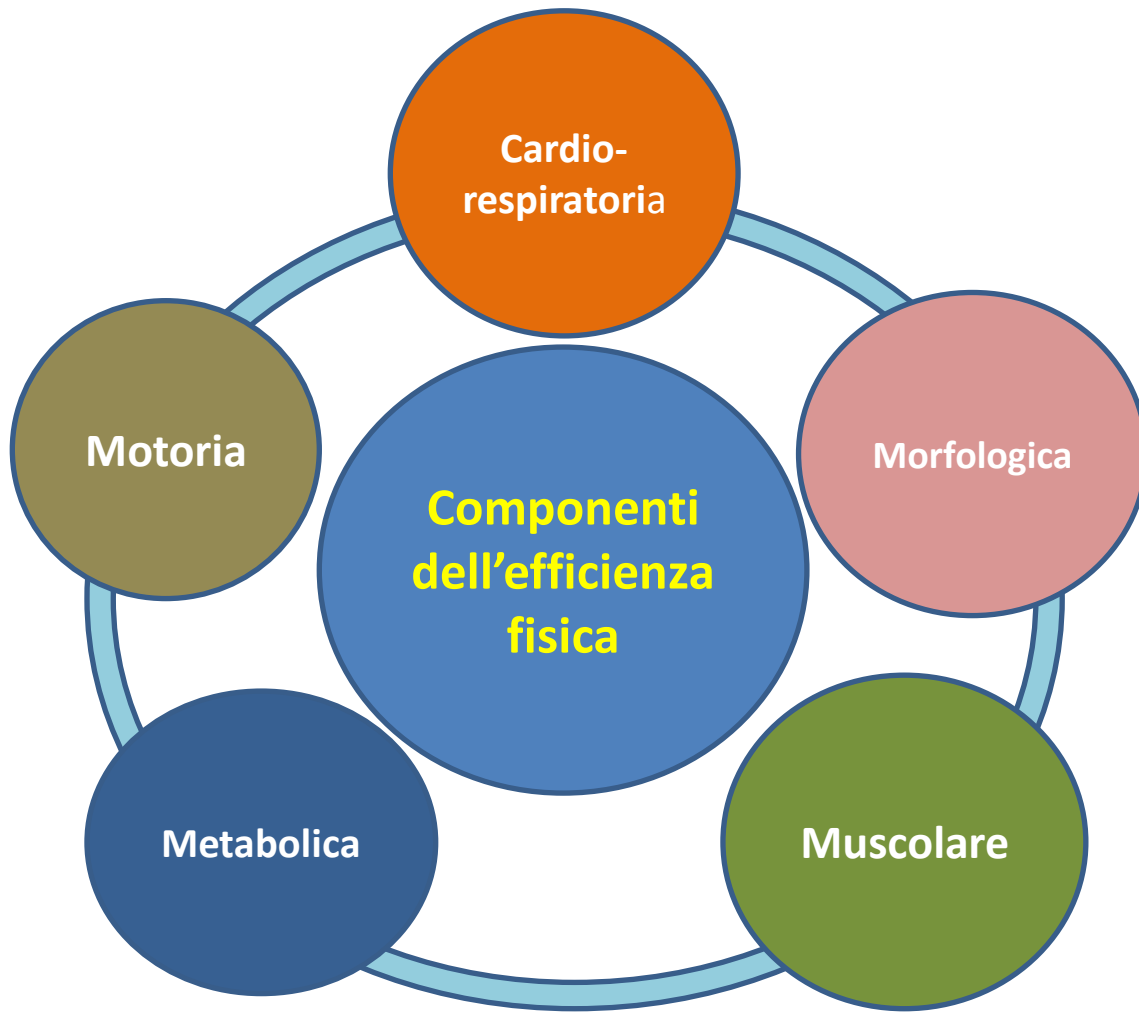 Cardio-
respiratoria
Motoria
Morfologica
Componenti
dell’efficienza
fisica
Metabolica
Muscolare